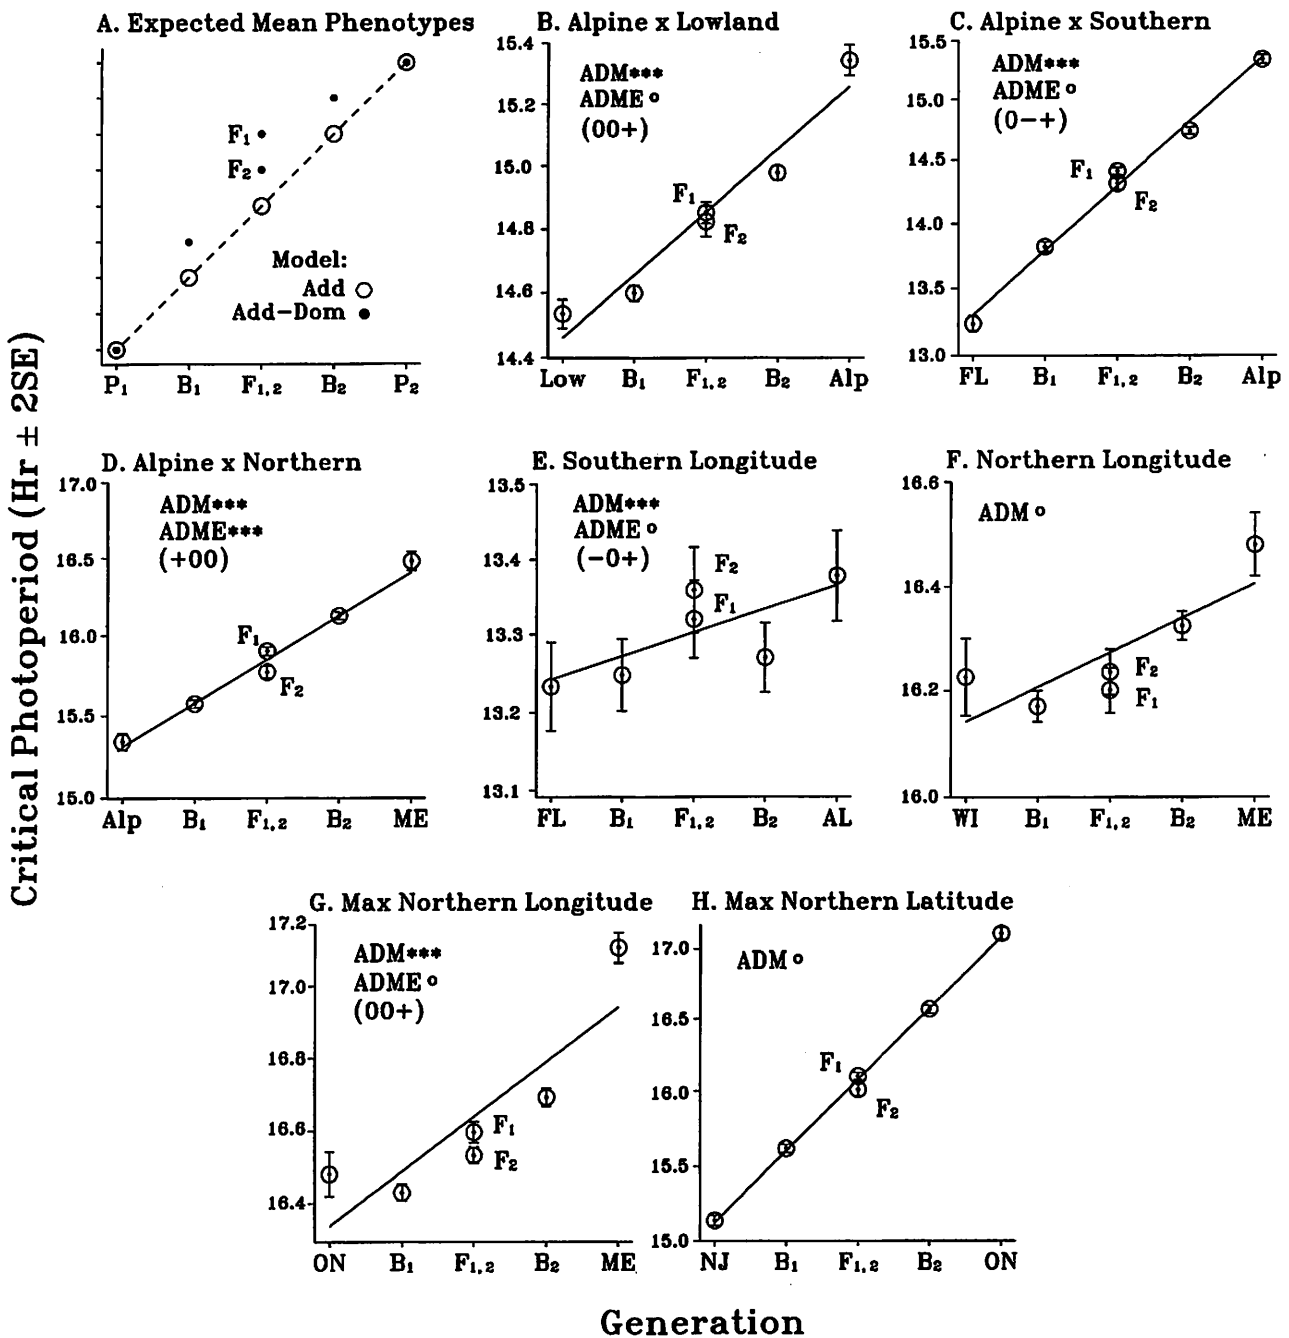 A. Expected Mean Phenotypes
F₁
F₂
Model:
Add ○
Add-Dom •
P₁ B₁ F₁,₂ B₂ P₂
B. Alpine x Lowland
ADM***
ADME°
(00+)
F₁
F₂
15.4
15.2
15.0
14.8
14.6
14.4
Low B₁ F₁,₂ B₂ Alp
C. Alpine x Southern
ADM***
ADME°
(0-+)
F₁
F₂
15.5
15.0
14.5
14.0
13.5
13.0
FL B₁ F₁,₂ B₂ Alp
Critical Photoperiod (Hr ± 2SE)
D. Alpine x Northern
ADM***
ADME***
(+00)
F₁
F₂
17.0
16.5
16.0
15.5
15.0
Alp B₁ F₁,₂ B₂ ME
E. Southern Longitude
ADM***
ADME°
(-0+)
F₂
F₁
13.5
13.4
13.3
13.2
13.1
FL B₁ F₁,₂ B₂ AL
F. Northern Longitude
ADM°
F₂
F₁
16.6
16.4
16.2
16.0
WI B₁ F₁,₂ B₂ ME
G. Max Northern Longitude
ADM***
ADME°
(00+)
F₁
F₂
17.2
17.0
16.8
16.6
16.4
ON B₁ F₁,₂ B₂ ME
H. Max Northern Latitude
ADM°
F₁
F₂
17.0
16.5
16.0
15.5
15.0
NJ B₁ F₁,₂ B₂ ON
Generation